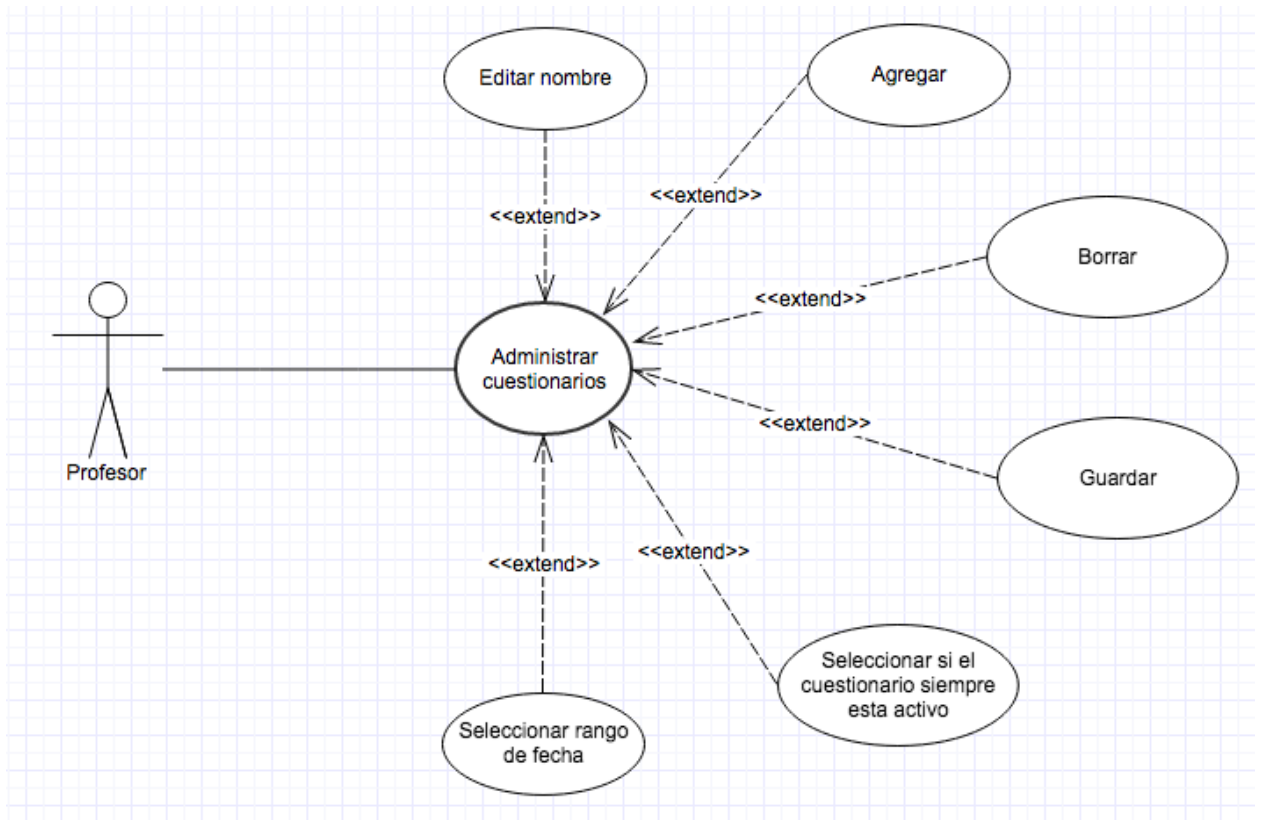 Editar nombre
Agregar
<<extend>>
<<extend>>
Borrar
<<extend>>
Administrar
cuestionarios
<<extend>>
Profesor
Guardar
<<extend>>
<<extend>>
Seleccionar si el
cuestionario siempre
esta activo
Seleccionar rango
de fecha